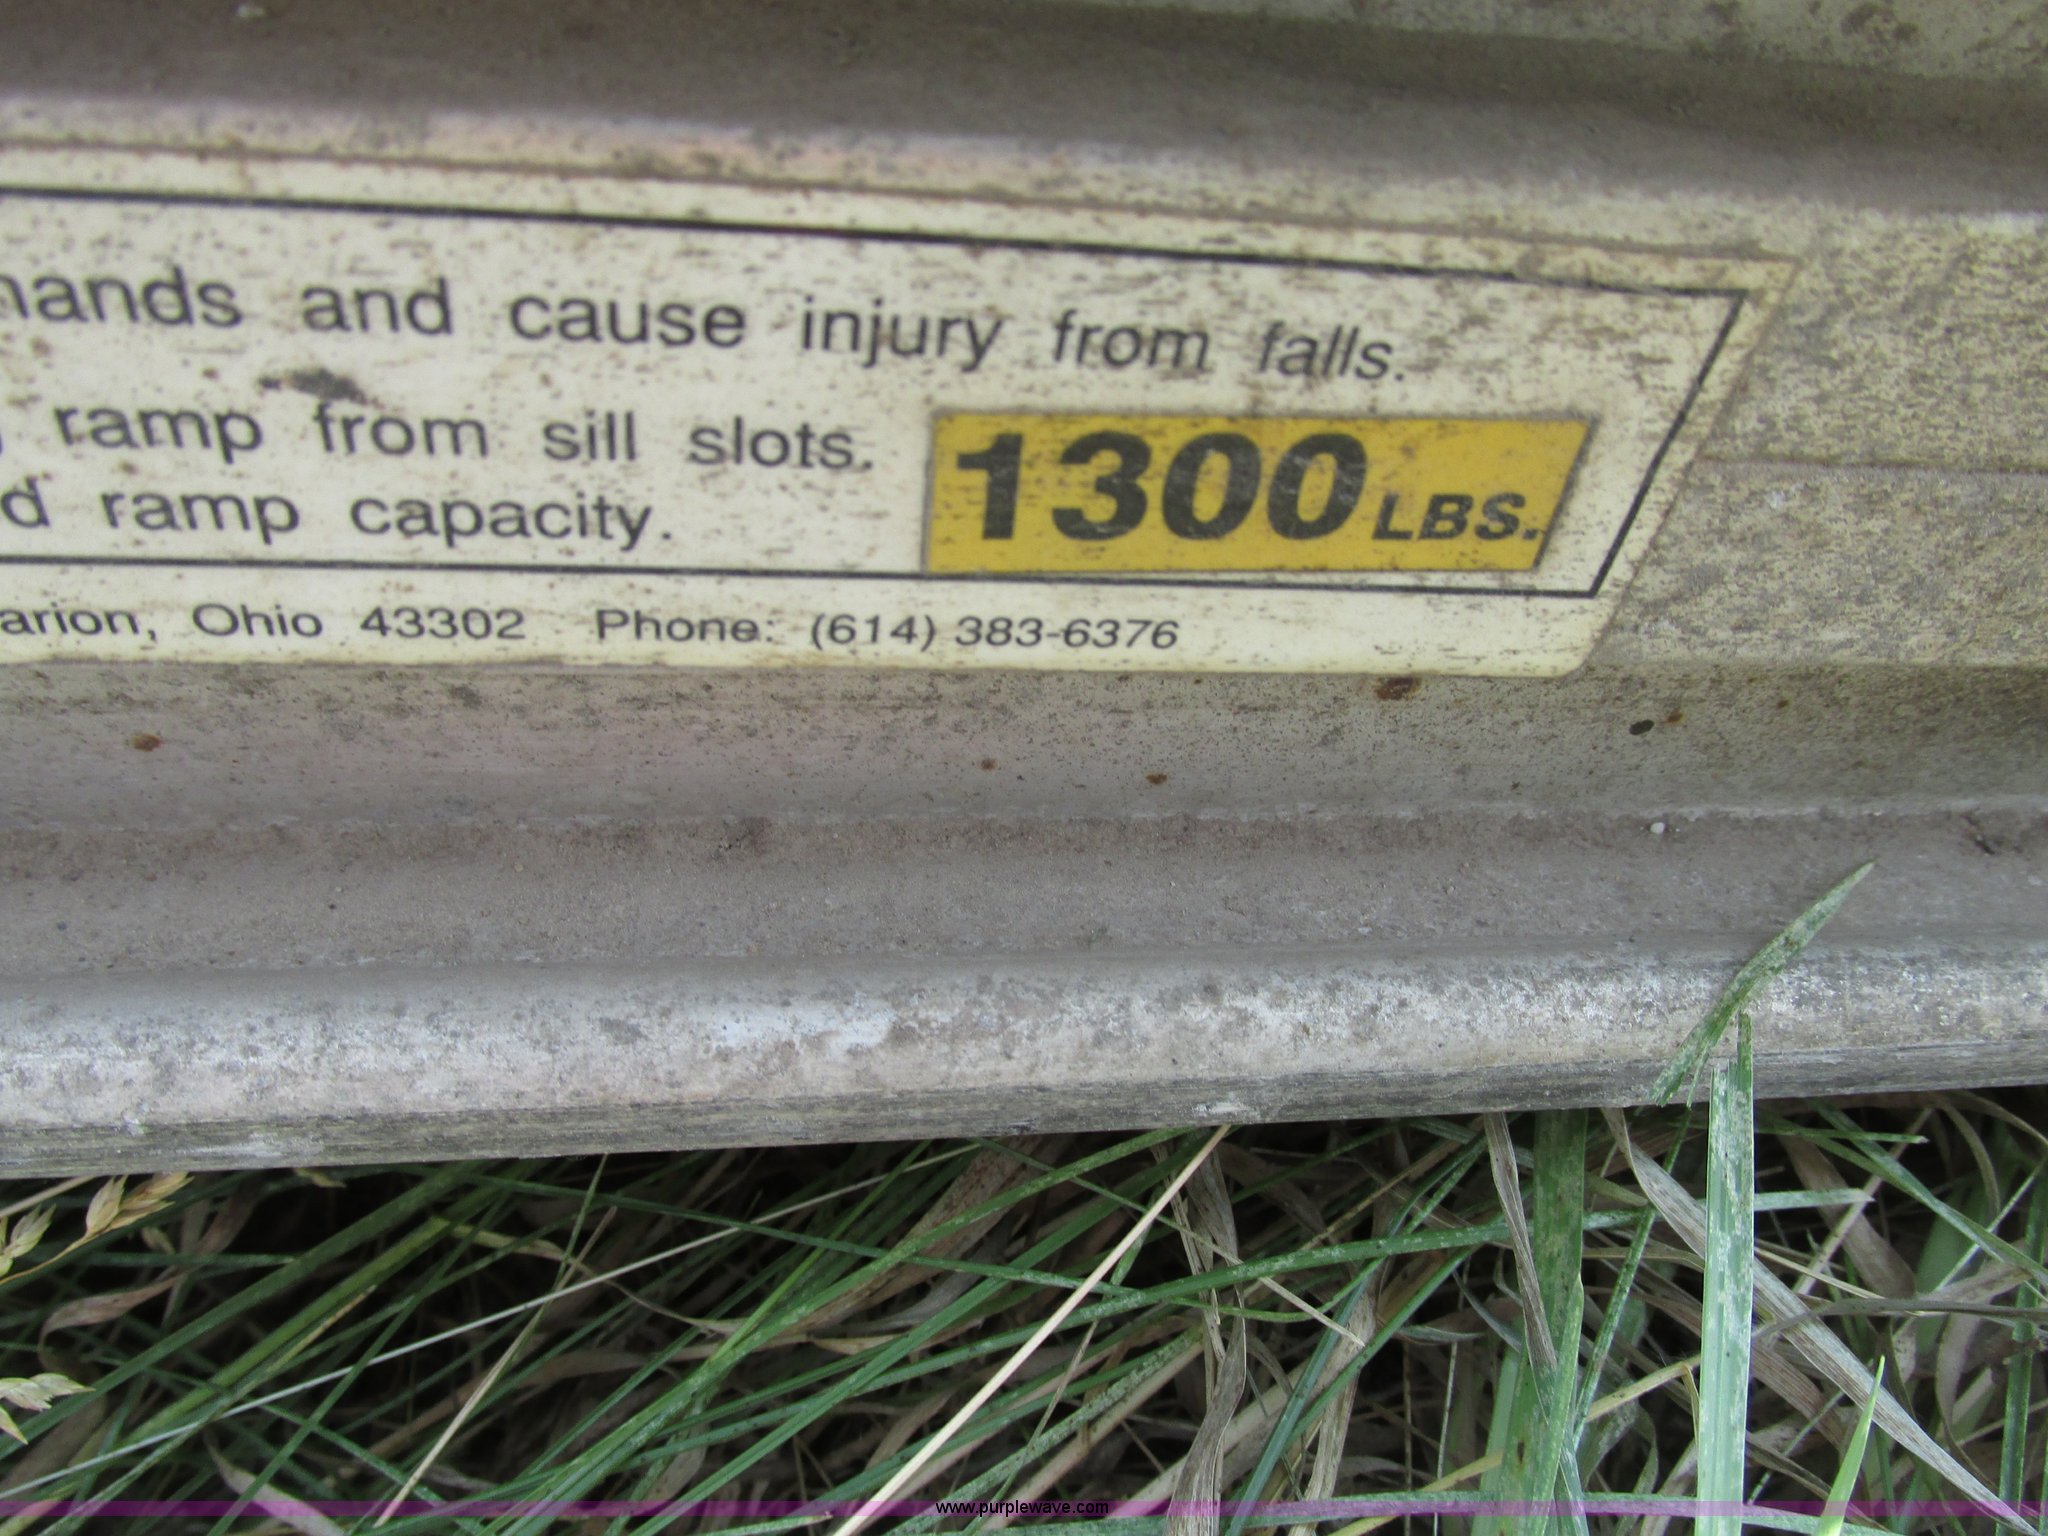 hands and cause injury from falls.
ramp from sill slots.
ramp capacity.
1300 LBS.
arion, Ohio 43302 Phone: (614) 383-6376
www.purplewave.com